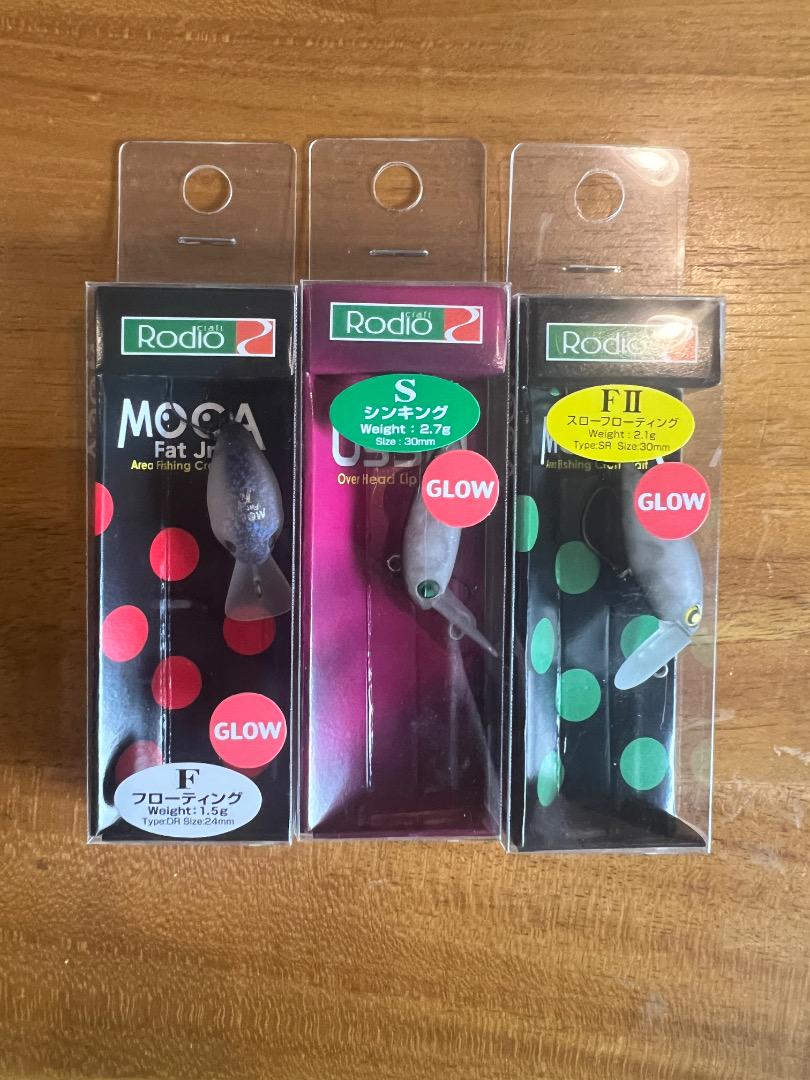 Rodio craft
MOCA
Fat Jr
Area Fishing
MOCA
GLOW
F
フローティング
Weight:1.5g
Type:DR Size:24mm
Rodio craft
S
シンキング
Weight:2.7g
Size:30mm
Over Head Lip
GLOW
Rodio craft
FⅡ
スローフローティング
Weight:2.1g
Type:SR Size:30mm
GLOW